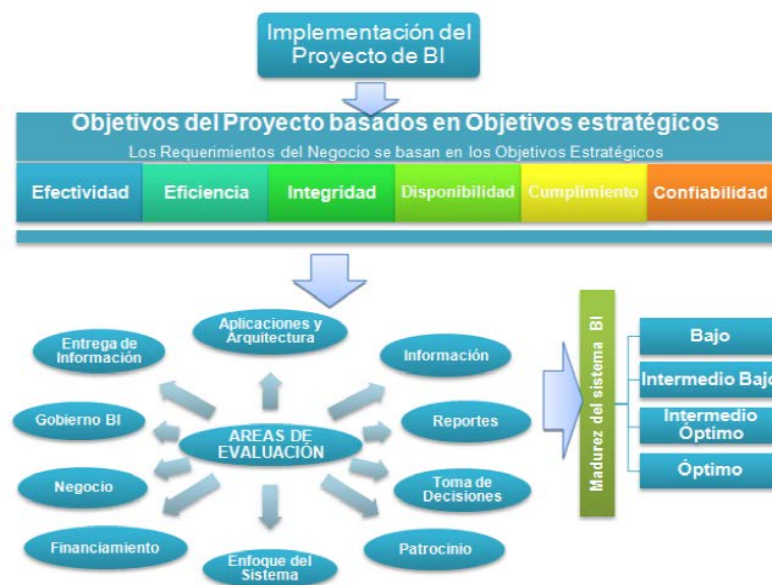 Implementación del
Proyecto de BI
Objetivos del Proyecto basados en Objetivos estratégicos
Los Requerimientos del Negocio se basan en los Objetivos Estratégicos
Efectividad
Eficiencia
Integridad
Disponibilidad
Cumplimiento
Confiabilidad
Aplicaciones y
Arquitectura
Entrega de
Información
Información
Gobierno BI
Reportes
AREAS DE
EVALUACIÓN
Negocio
Toma de
Decisiones
Financiamiento
Patrocinio
Enfoque del
Sistema
Madurez del sistema BI
Bajo
Intermedio Bajo
Intermedio
Óptimo
Óptimo